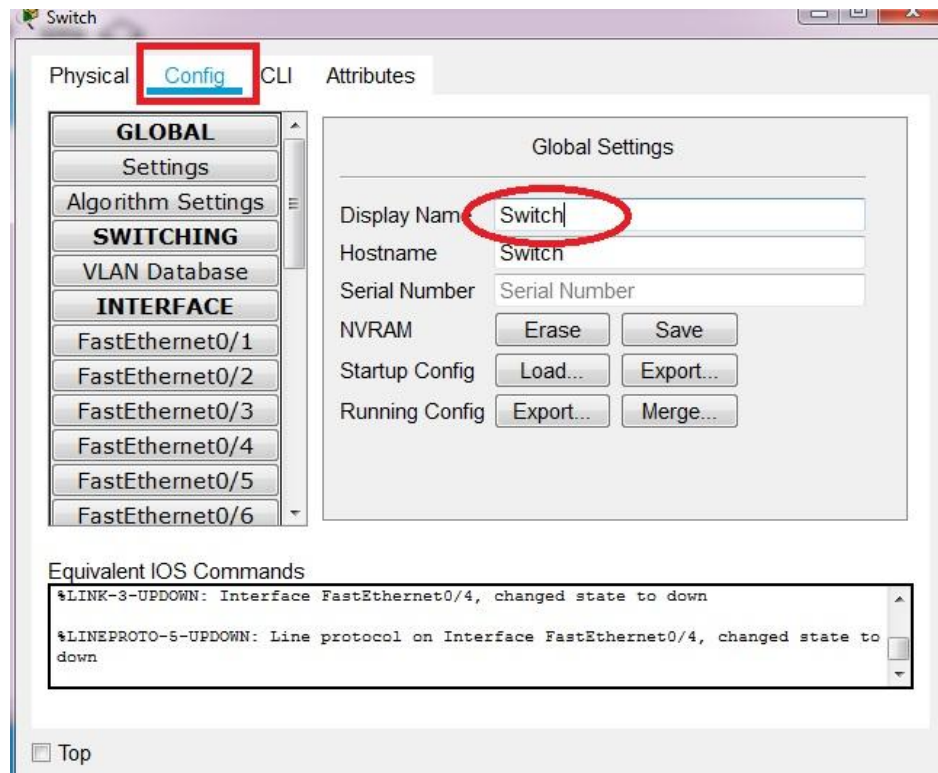 Switch
Physical Config CLI Attributes
GLOBAL
Settings
Algorithm Settings
SWITCHING
VLAN Database
INTERFACE
FastEthernet0/1
FastEthernet0/2
FastEthernet0/3
FastEthernet0/4
FastEthernet0/5
FastEthernet0/6
Global Settings
Display Name Switch
Hostname Switch
Serial Number Serial Number
NVRAM Erase Save
Startup Config Load... Export...
Running Config Export... Merge...
Equivalent IOS Commands
%LINK-3-UPDOWN: Interface FastEthernet0/4, changed state to down
%LINEPROTO-5-UPDOWN: Line protocol on Interface FastEthernet0/4, changed state to
down
Top